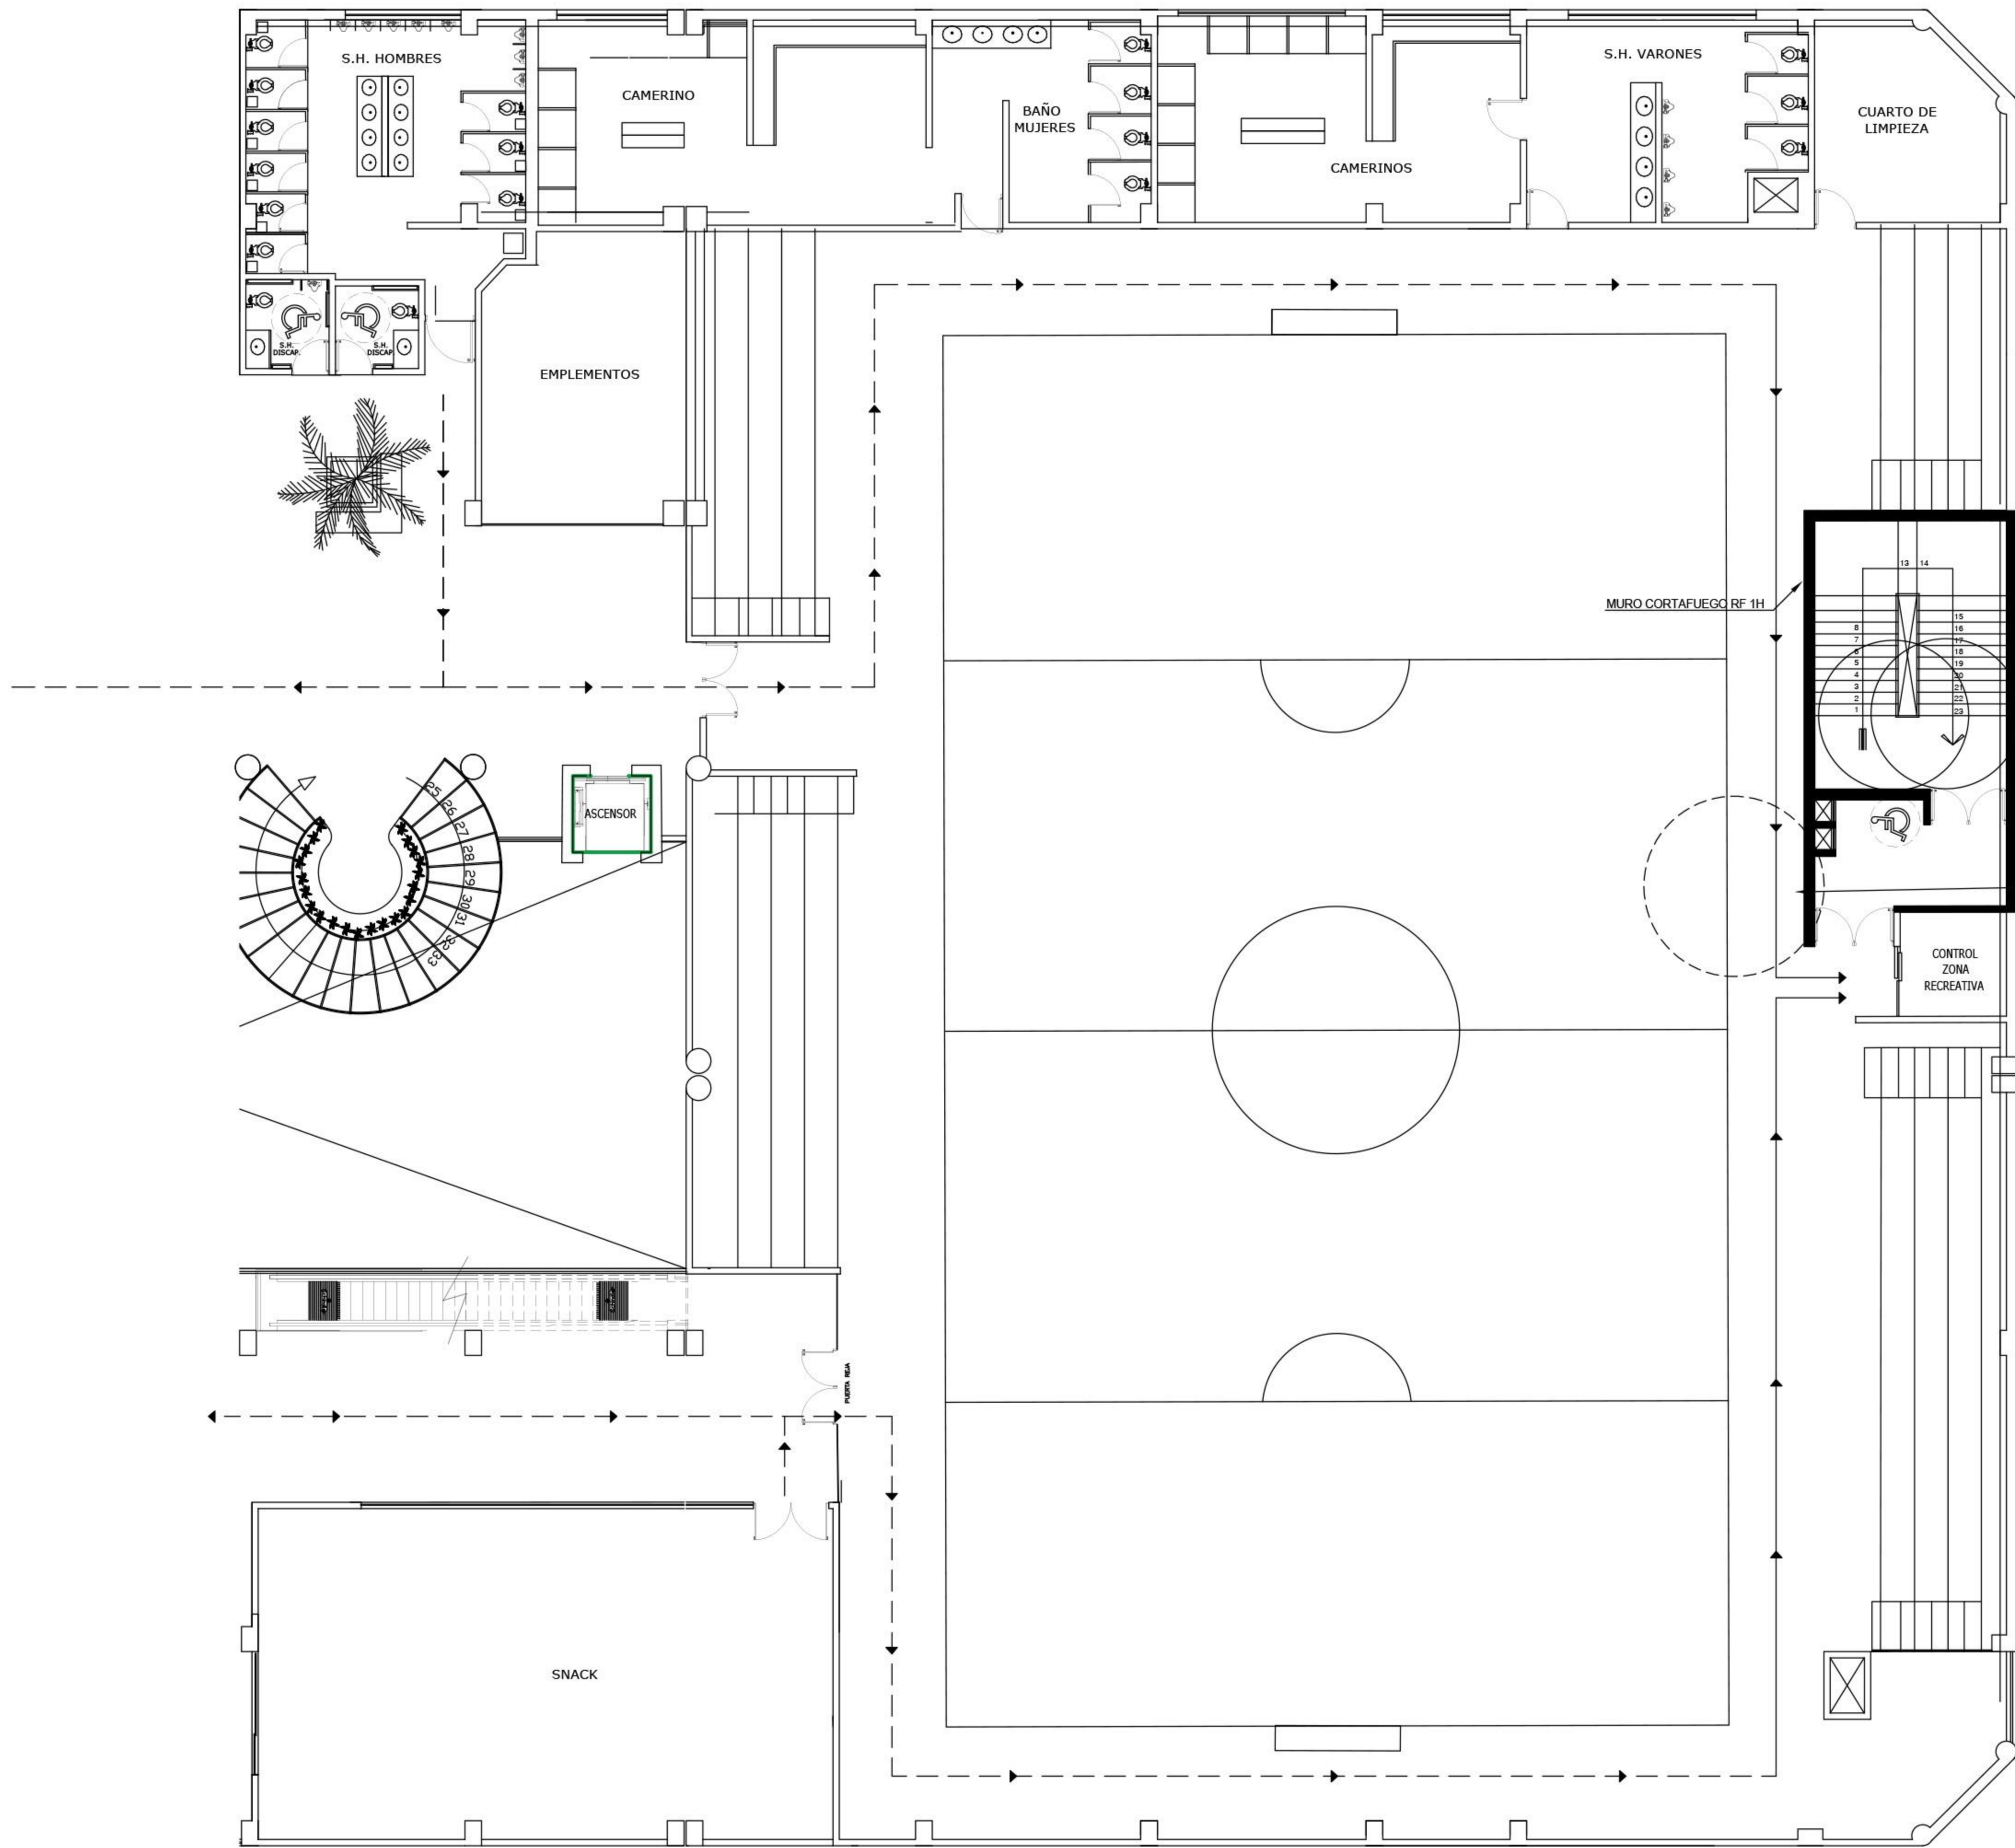 S.H. HOMBRES
CAMERINO
BAÑO
MUJERES
CAMERINOS
S.H. VARONES
CUARTO DE
LIMPIEZA
S.H.
DISCAP.
S.H.
DISCAP.
EMPLEMENTOS
MURO CORTAFUEGO RF 1H
13 14
8
7
6
5
4
3
2
1
15
16
17
18
19
20
21
22
23
ASCENSOR
25
26
27
28
29
30
31
32
33
CONTROL
ZONA
RECREATIVA
PUERTA REJA
SNACK